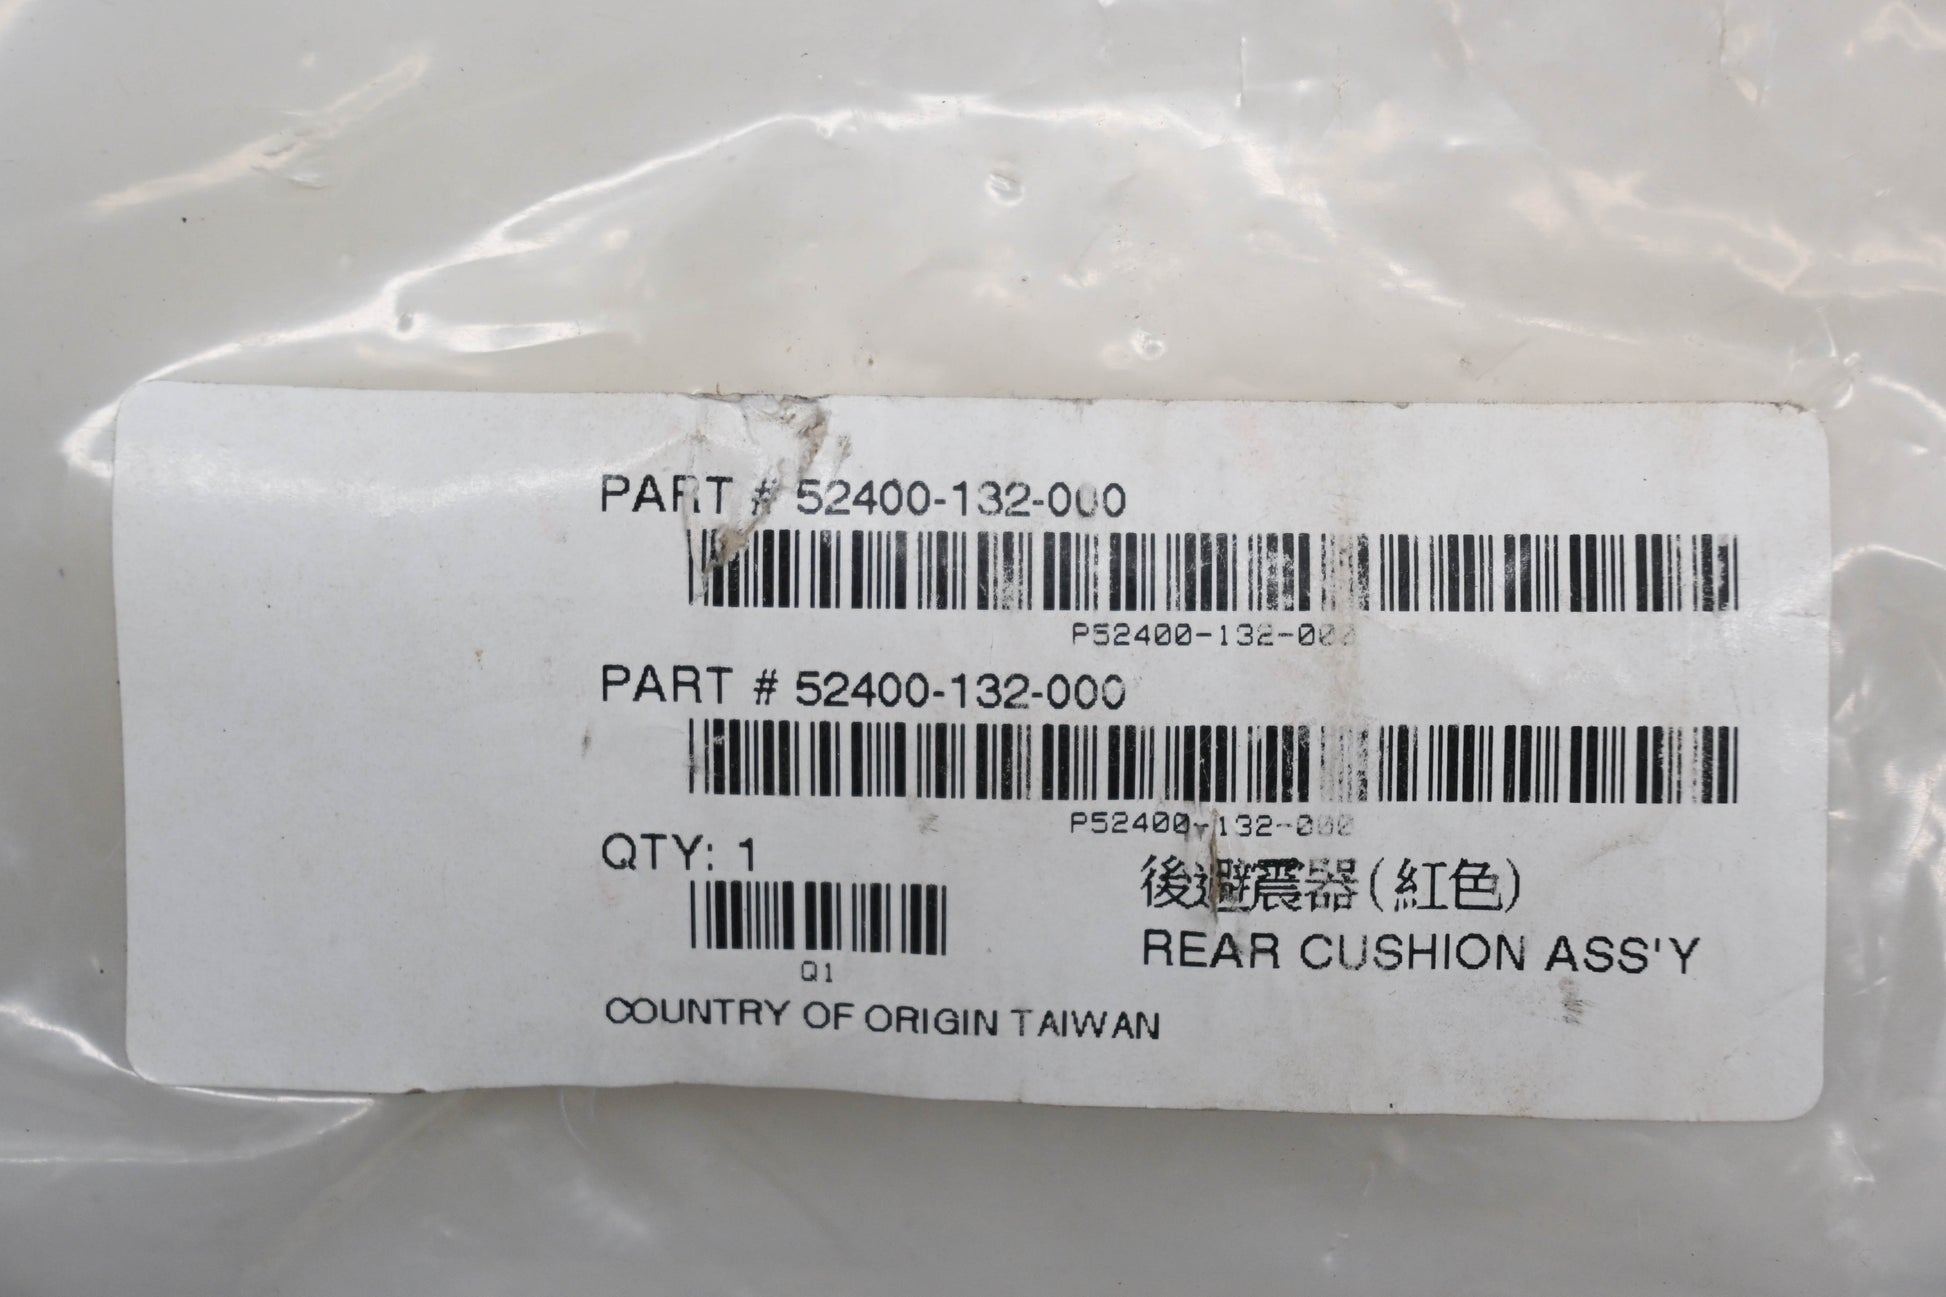 PART # 52400-132-000
P52400-132-000
PART # 52400-132-000
P52400-132-000
QTY: 1
Q1
後避震器(紅色)
REAR CUSHION ASS'Y
COUNTRY OF ORIGIN TAIWAN